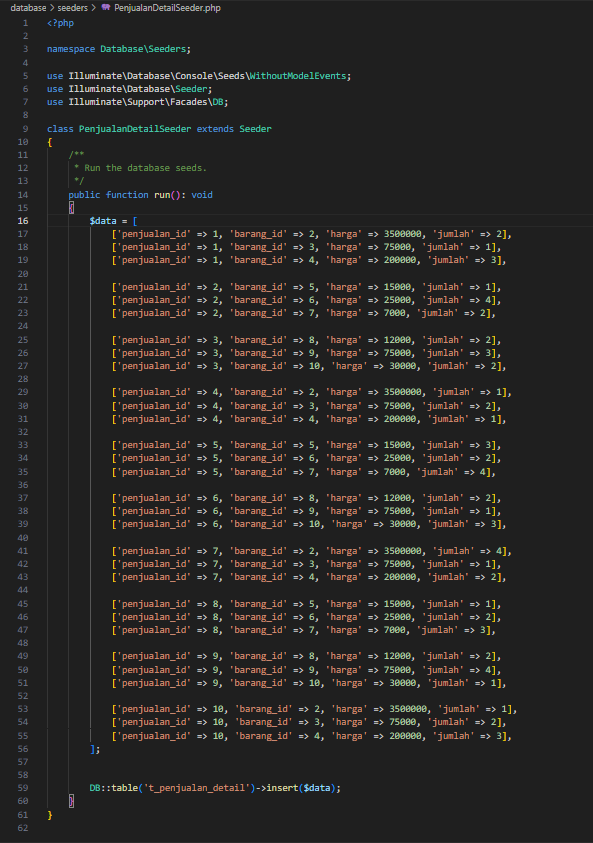 database > seeders > PenjualanDetailSeeder.php
1 <?php
2
3 namespace Database\Seeders;
4
5 use Illuminate\Database\Console\Seeds\WithoutModelEvents;
6 use Illuminate\Database\Seeder;
7 use Illuminate\Support\Facades\DB;
8
9 class PenjualanDetailSeeder extends Seeder
10 {
11 /**
12 * Run the database seeds.
13 */
14 public function run(): void
15 {
16 $data = [
17 ['penjualan_id' => 1, 'barang_id' => 2, 'harga' => 3500000, 'jumlah' => 2],
18 ['penjualan_id' => 1, 'barang_id' => 3, 'harga' => 75000, 'jumlah' => 1],
19 ['penjualan_id' => 1, 'barang_id' => 4, 'harga' => 200000, 'jumlah' => 3],
20
21 ['penjualan_id' => 2, 'barang_id' => 5, 'harga' => 15000, 'jumlah' => 1],
22 ['penjualan_id' => 2, 'barang_id' => 6, 'harga' => 25000, 'jumlah' => 4],
23 ['penjualan_id' => 2, 'barang_id' => 7, 'harga' => 7000, 'jumlah' => 2],
24
25 ['penjualan_id' => 3, 'barang_id' => 8, 'harga' => 12000, 'jumlah' => 2],
26 ['penjualan_id' => 3, 'barang_id' => 9, 'harga' => 75000, 'jumlah' => 3],
27 ['penjualan_id' => 3, 'barang_id' => 10, 'harga' => 30000, 'jumlah' => 2],
28
29 ['penjualan_id' => 4, 'barang_id' => 2, 'harga' => 3500000, 'jumlah' => 1],
30 ['penjualan_id' => 4, 'barang_id' => 3, 'harga' => 75000, 'jumlah' => 2],
31 ['penjualan_id' => 4, 'barang_id' => 4, 'harga' => 200000, 'jumlah' => 1],
32
33 ['penjualan_id' => 5, 'barang_id' => 5, 'harga' => 15000, 'jumlah' => 3],
34 ['penjualan_id' => 5, 'barang_id' => 6, 'harga' => 25000, 'jumlah' => 2],
35 ['penjualan_id' => 5, 'barang_id' => 7, 'harga' => 7000, 'jumlah' => 4],
36
37 ['penjualan_id' => 6, 'barang_id' => 8, 'harga' => 12000, 'jumlah' => 2],
38 ['penjualan_id' => 6, 'barang_id' => 9, 'harga' => 75000, 'jumlah' => 1],
39 ['penjualan_id' => 6, 'barang_id' => 10, 'harga' => 30000, 'jumlah' => 3],
40
41 ['penjualan_id' => 7, 'barang_id' => 2, 'harga' => 3500000, 'jumlah' => 4],
42 ['penjualan_id' => 7, 'barang_id' => 3, 'harga' => 75000, 'jumlah' => 1],
43 ['penjualan_id' => 7, 'barang_id' => 4, 'harga' => 200000, 'jumlah' => 2],
44
45 ['penjualan_id' => 8, 'barang_id' => 5, 'harga' => 15000, 'jumlah' => 1],
46 ['penjualan_id' => 8, 'barang_id' => 6, 'harga' => 25000, 'jumlah' => 2],
47 ['penjualan_id' => 8, 'barang_id' => 7, 'harga' => 7000, 'jumlah' => 3],
48
49 ['penjualan_id' => 9, 'barang_id' => 8, 'harga' => 12000, 'jumlah' => 2],
50 ['penjualan_id' => 9, 'barang_id' => 9, 'harga' => 75000, 'jumlah' => 4],
51 ['penjualan_id' => 9, 'barang_id' => 10, 'harga' => 30000, 'jumlah' => 1],
52
53 ['penjualan_id' => 10, 'barang_id' => 2, 'harga' => 3500000, 'jumlah' => 1],
54 ['penjualan_id' => 10, 'barang_id' => 3, 'harga' => 75000, 'jumlah' => 2],
55 ['penjualan_id' => 10, 'barang_id' => 4, 'harga' => 200000, 'jumlah' => 3],
56 ];
57
58
59 DB::table('t_penjualan_detail')->insert($data);
60 }
61 }
62